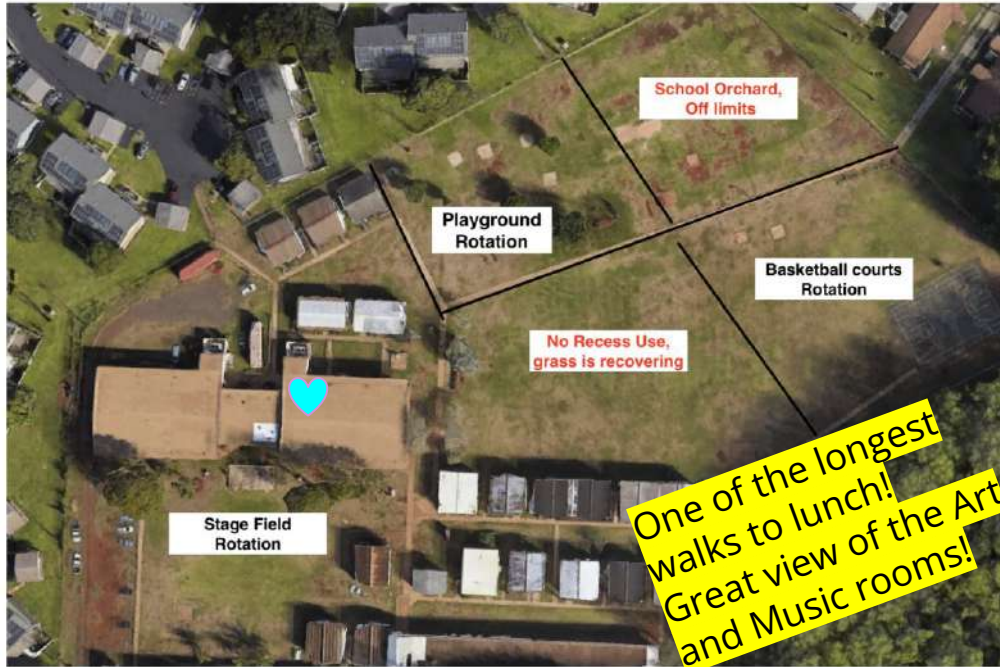 School Orchard,
Off limits
Playground
Rotation
Basketball courts
Rotation
No Recess Use,
grass is recovering
Stage Field
Rotation
One of the longest
walks to lunch!
Great view of the Art
and Music rooms!